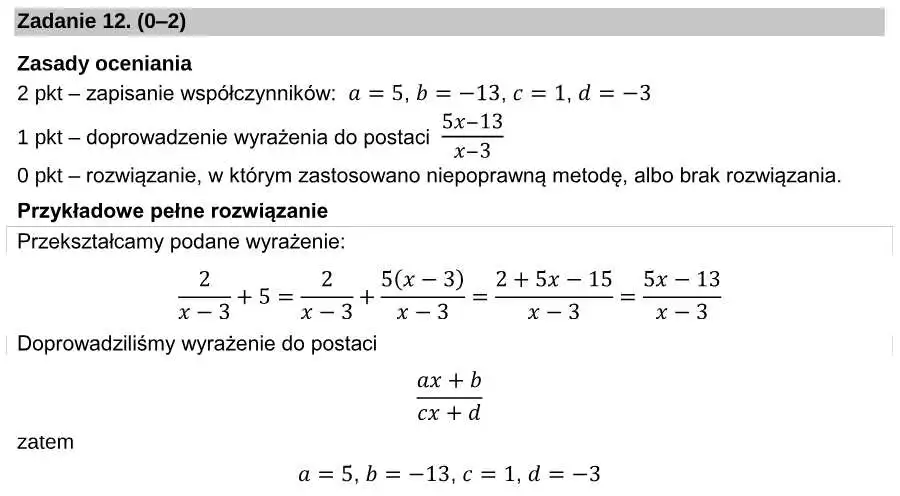 Zadanie 12. (0–2)
Zasady oceniania
2 pkt – zapisanie współczynników: a = 5, b = −13, c = 1, d = −3
1 pkt – doprowadzenie wyrażenia do postaci (5x−13)/(x−3)
0 pkt – rozwiązanie, w którym zastosowano niepoprawną metodę, albo brak rozwiązania.
Przykładowe pełne rozwiązanie
Przekształcamy podane wyrażenie:
2/(x − 3) + 5 = 2/(x − 3) + 5(x − 3)/(x − 3) = (2 + 5x − 15)/(x − 3) = (5x − 13)/(x − 3)
Doprowadziliśmy wyrażenie do postaci
(ax + b)/(cx + d)
zatem
a = 5, b = −13, c = 1, d = −3